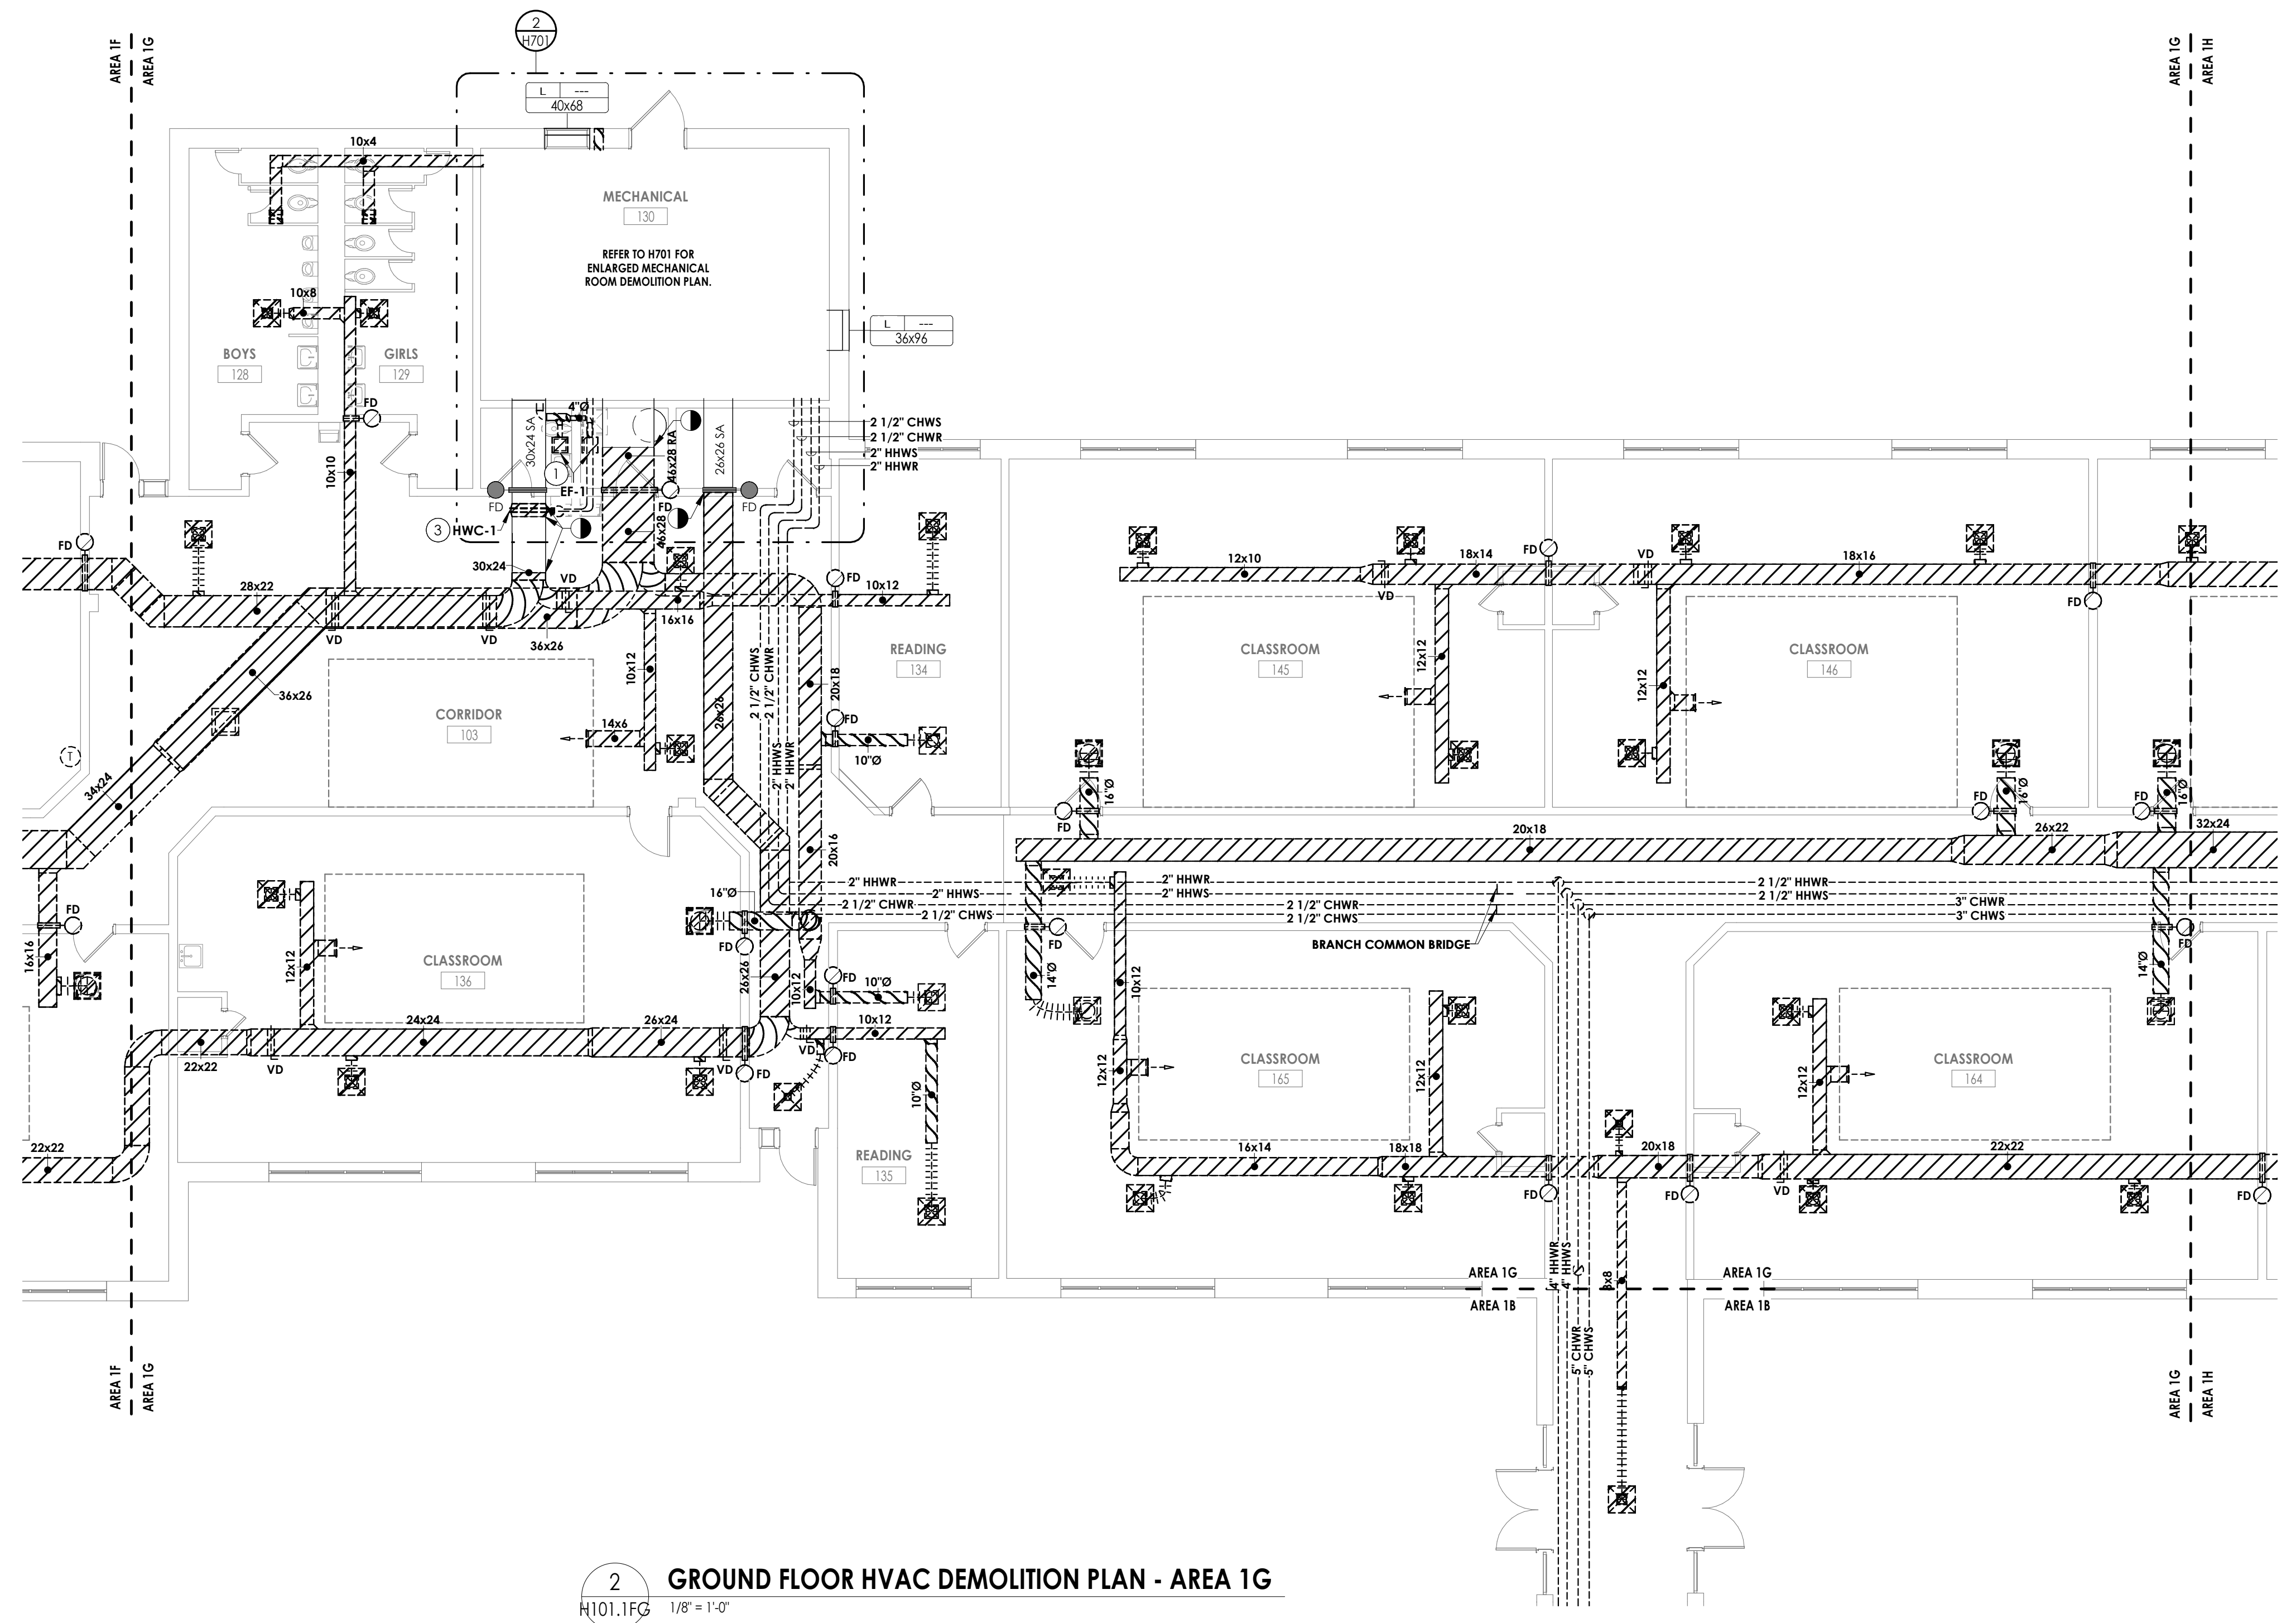 2
H701
AREA 1F
AREA 1G
AREA 1G
AREA 1H
L ---
40x68
10x4
MECHANICAL
130
REFER TO H701 FOR
ENLARGED MECHANICAL
ROOM DEMOLITION PLAN.
10x8
L ---
36x96
BOYS
128
GIRLS
129
FD
4"Ø
30x24 SA
46x28 RA
26x26 SA
2 1/2" CHWS
2 1/2" CHWR
2" HHWS
2" HHWR
10x10
1
EF-1
FD
FD
FD
3
HWC-1
46x28
FD
30x24
VD
FD
10x12
28x22
VD
VD
36x26
16x16
12x10
18x14
FD
VD
18x16
VD
FD
READING
134
CLASSROOM
145
CLASSROOM
146
10x12
12x12
12x12
36x26
CORRIDOR
103
14x6
26x26
2 1/2" CHWS
2 1/2" CHWR
2" HHWS
2" HHWR
20x18
FD
10"Ø
T
34x24
16"Ø
FD
FD
16"Ø
FD
16"Ø
20x16
20x18
26x22
32x24
16"Ø
2" HHWR
2" HHWS
2 1/2" CHWR
2 1/2" CHWS
2" HHWR
2" HHWS
2 1/2" CHWR
2 1/2" CHWS
2 1/2" HHWR
2 1/2" HHWS
3" CHWR
3" CHWS
FD
16x16
12x12
CLASSROOM
136
FD
26x26
10x12
FD
10"Ø
FD
14"Ø
10x12
BRANCH COMMON BRIDGE
FD
14"Ø
22x22
24x24
26x24
10x12
VD
VD
VD
FD
FD
10"Ø
12x12
CLASSROOM
165
12x12
12x12
CLASSROOM
164
22x22
READING
135
16x14
18x18
20x18
22x22
FD
FD
VD
FD
4" HHWR
4" HHWS
8x8
AREA 1G
AREA 1B
AREA 1G
AREA 1B
5" CHWR
5" CHWS
AREA 1F
AREA 1G
AREA 1G
AREA 1H
2
H101.1FG
GROUND FLOOR HVAC DEMOLITION PLAN - AREA 1G
1/8" = 1'-0"